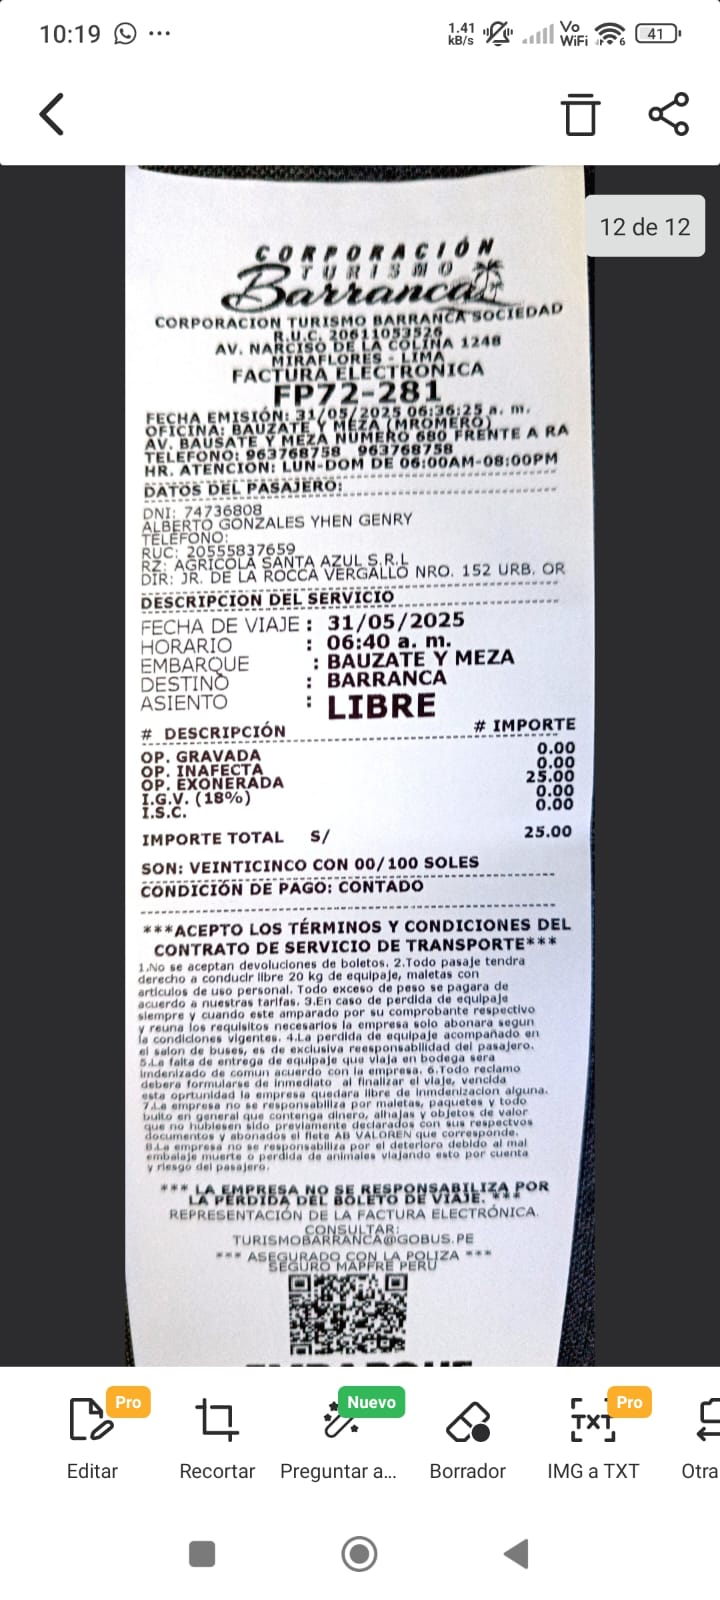 10:19
1.41 kB/s
Vo WiFi 6
41
12 de 12
CORPORACIÓN
TURISMO
Barranca
CORPORACION TURISMO BARRANCA SOCIEDAD
R.U.C. 20611053526
AV. NARCISO DE LA COLINA 1248
MIRAFLORES - LIMA
FACTURA ELECTRONICA
FP72-281
FECHA EMISIÓN: 31/05/2025 06:36:25 a. m.
OFICINA: BAUZATE Y MEZA (MROMERO)
AV. BAUSATE Y MEZA NUMERO 680 FRENTE A RA
TELEFONO: 963768758 963768758
HR. ATENCION: LUN-DOM DE 06:00AM-08:00PM
DATOS DEL PASAJERO:
DNI: 74736808
ALBERTO GONZALES YHEN GENRY
TELÉFONO:
RUC: 20555837659
RZ: AGRICOLA SANTA AZUL S.R.L
DIR: JR. DE LA ROCCA VERGALLO NRO. 152 URB. OR
DESCRIPCION DEL SERVICIO
FECHA DE VIAJE : 31/05/2025
HORARIO : 06:40 a. m.
EMBARQUE : BAUZATE Y MEZA
DESTINO : BARRANCA
ASIENTO : LIBRE
# DESCRIPCIÓN # IMPORTE
OP. GRAVADA 0.00
OP. INAFECTA 0.00
OP. EXONERADA 25.00
I.G.V. (18%) 0.00
I.S.C. 0.00
IMPORTE TOTAL S/ 25.00
SON: VEINTICINCO CON 00/100 SOLES
CONDICIÓN DE PAGO: CONTADO
***ACEPTO LOS TÉRMINOS Y CONDICIONES DEL
CONTRATO DE SERVICIO DE TRANSPORTE***
1.No se aceptan devoluciones de boletos. 2.Todo pasaje tendra
derecho a conducir libre 20 kg de equipaje, maletas con
articulos de uso personal. Todo exceso de peso se pagara de
acuerdo a nuestras tarifas. 3.En caso de perdida de equipaje
siempre y cuando este amparado por su comprobante respectivo
y reuna los requisitos necesarios la empresa solo abonara segun
la condiciones vigentes. 4.La perdida de equipaje acompañado en
el salon de buses, es de exclusiva reesponsabilidad del pasajero.
5.La falta de entrega de equipaje que viaja en bodega sera
imdenizado de comun acuerdo con la empresa. 6.Todo reclamo
debera formularse de inmediato al finalizar el viaje, vencida
esta oprtunidad la empresa quedara libre de inmdenizacion alguna.
7.La empresa no se responsabiliza por maletas, paquetes y todo
bulto en general que contenga dinero, alhajas y objetos de valor
que no hubiesen sido previamente declarados con sus respectvos
documentos y abonados el flete AB VALOREN que corresponde.
8.La empresa no se responsabiliza por el deterioro debido al mal
embalaje muerte o perdida de animales viajando esto por cuenta
y riesgo del pasajero.
*** LA EMPRESA NO SE RESPONSABILIZA POR
LA PERDIDA DEL BOLETO DE VIAJE. ***
REPRESENTACIÓN DE LA FACTURA ELECTRÓNICA.
CONSULTAR:
TURISMOBARRANCA@GOBUS.PE
*** ASEGURADO CON LA POLIZA ***
SEGURO MAPFRE PERU
Pro
Nuevo
TXT
Pro
Editar
Recortar
Preguntar a...
Borrador
IMG a TXT
Otra